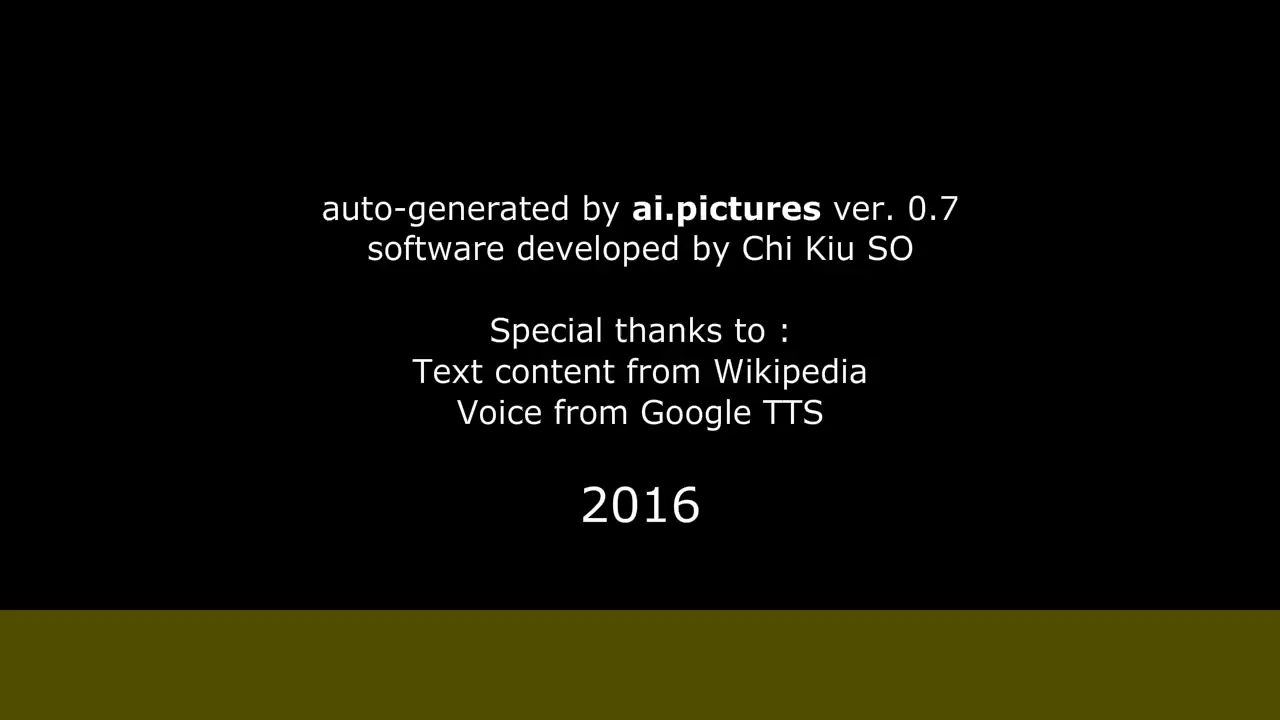 auto-generated by ai.pictures ver. 0.7
software developed by Chi Kiu SO
Special thanks to :
Text content from Wikipedia
Voice from Google TTS
2016